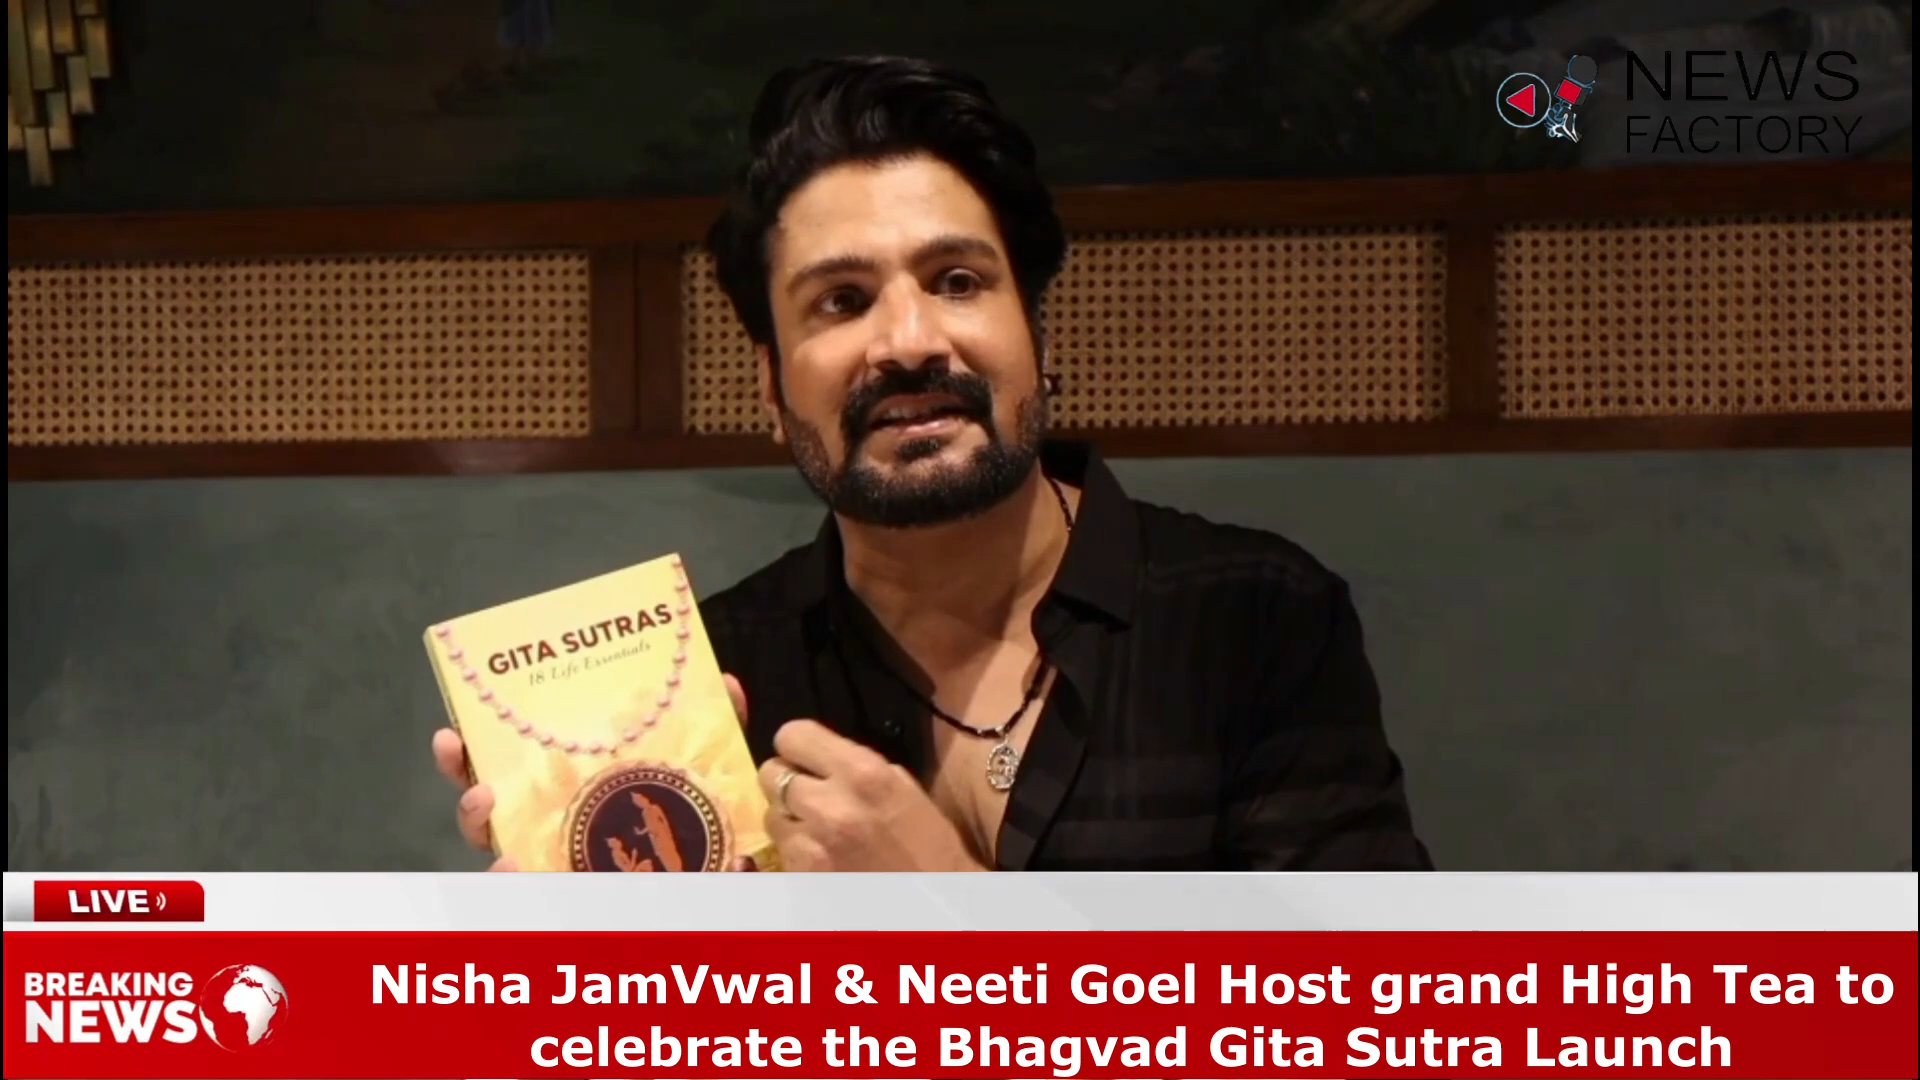 NEWS
FACTORY
GITA SUTRAS
18 Life Essentials
LIVE
BREAKING
NEWS
Nisha JamVwal & Neeti Goel Host grand High Tea to
celebrate the Bhagvad Gita Sutra Launch